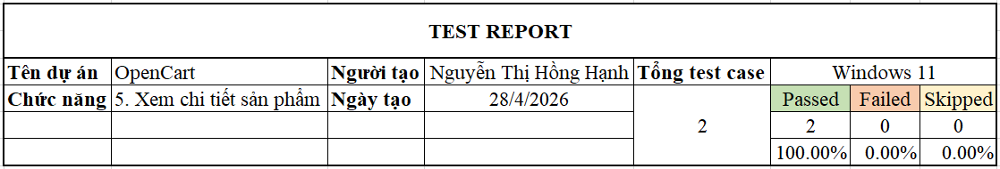 TEST REPORT
Tên dự án OpenCart Người tạo Nguyễn Thị Hồng Hạnh Tổng test case Windows 11
Chức năng 5. Xem chi tiết sản phẩm Ngày tạo 28/4/2026 2 Passed Failed Skipped
2 0 0
100.00% 0.00% 0.00%